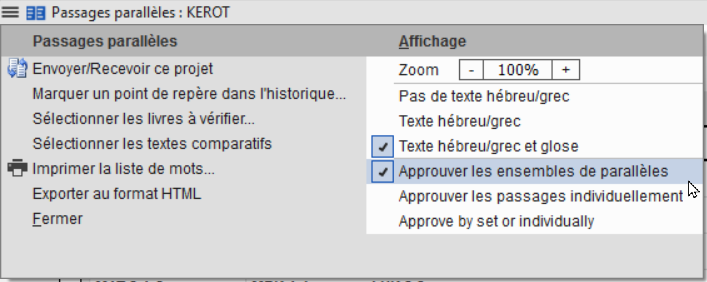 Passages parallèles : KEROT
Passages parallèles
Envoyer/Recevoir ce projet
Marquer un point de repère dans l'historique...
Sélectionner les livres à vérifier...
Sélectionner les textes comparatifs
Imprimer la liste de mots...
Exporter au format HTML
Fermer
Affichage
Zoom - 100% +
Pas de texte hébreu/grec
Texte hébreu/grec
Texte hébreu/grec et glose
Approuver les ensembles de parallèles
Approuver les passages individuellement
Approve by set or individually